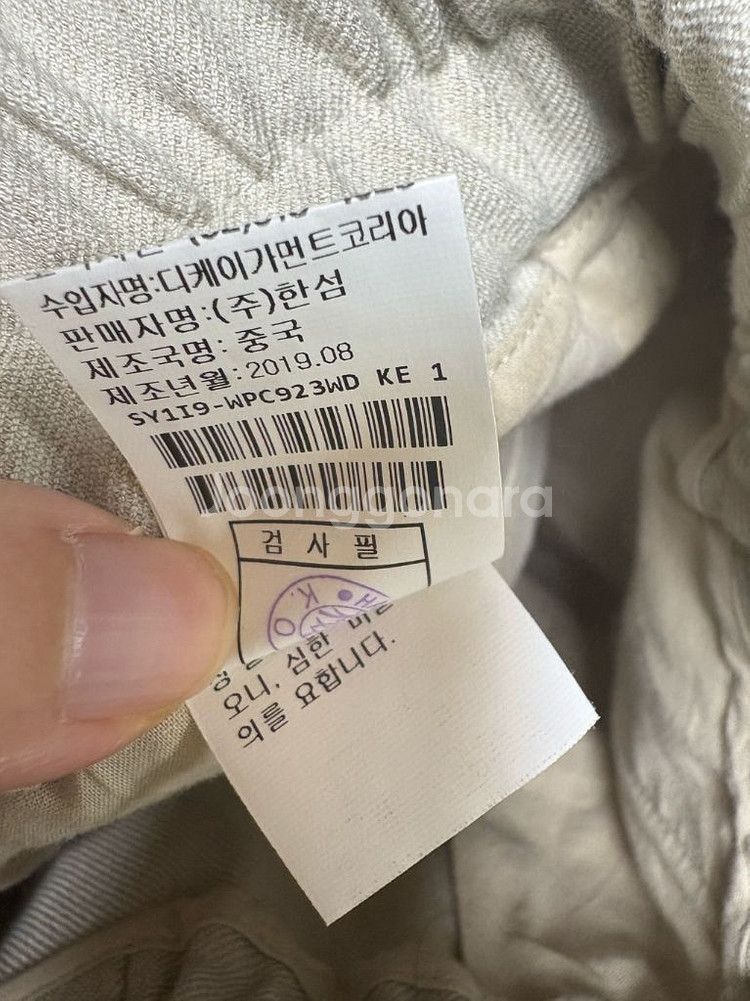 수입자명:디케이가먼트코리아
판매자명:(주)한섬
제조국명: 중국
제조년월:2019.08
SY1I9-WPC923WD KE 1
joonggonara
검 사 필
K.O
오니, 심한
의를 요합니다.